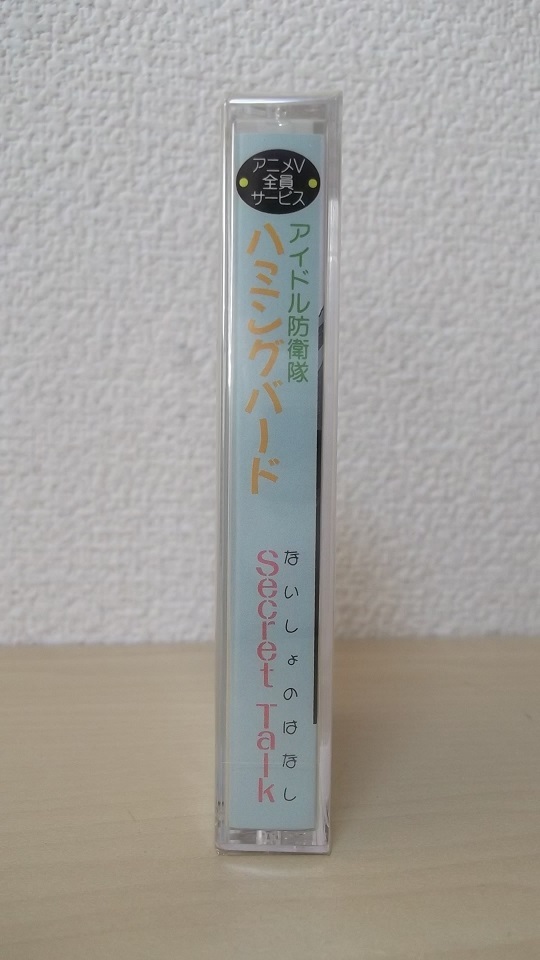 アニメV
全員
サービス
アイドル防衛隊
ハミングバード
ないしょのはなし
Secret Talk